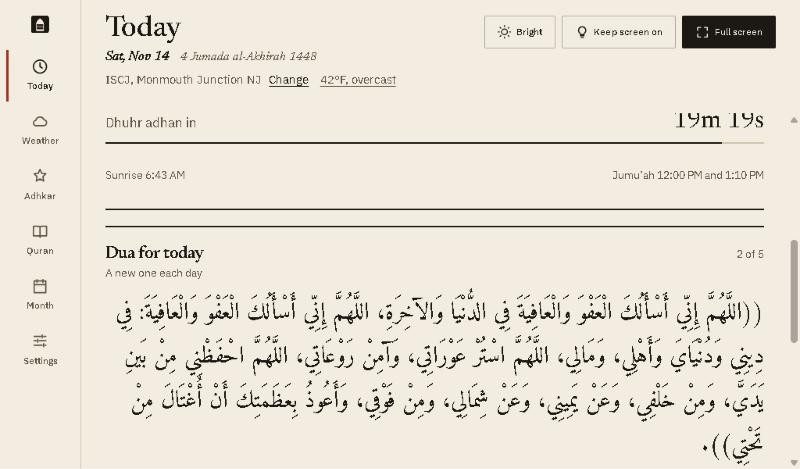 Today
Sat, Nov 14 4 Jumada al-Akhirah 1448
ISCJ, Monmouth Junction NJ Change 42°F, overcast
Bright
Keep screen on
Full screen
Today
Weather
Adhkar
Quran
Month
Settings
Dhuhr adhan in 19m 19s
Sunrise 6:43 AM Jumu'ah 12:00 PM and 1:10 PM
Dua for today 2 of 5
A new one each day
((اللَّهُمَّ إِنِّي أَسْأَلُكَ الْعَفْوَ وَالْعَافِيَةَ فِي الدُّنْيَا وَالآخِرَةِ، اللَّهُمَّ إِنِّي أَسْأَلُكَ الْعَفْوَ وَالْعَافِيَةَ: فِي
دِينِي وَدُنْيَايَ وَأَهْلِي، وَمَالِي، اللَّهُمَّ اسْتُرْ عَوْرَاتِي، وَآمِنْ رَوْعَاتِي، اللَّهُمَّ احْفَظْنِي مِنْ بَينِ
يَدَيَّ، وَمِنْ خَلْفِي، وَعَنْ يَمِينِي، وَعَنْ شِمَالِي، وَمِنْ فَوْقِي، وَأَعُوذُ بِعَظَمَتِكَ أَنْ أُغْتَالَ مِنْ
تَحْتِي)).